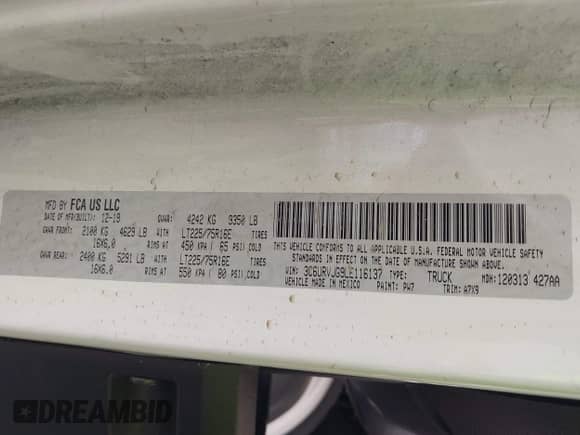 MFD BY FCA US LLC
DATE OF MFR(BUILT): 12-19 GVWR: 4242 KG 9350 LB
GAWR FRONT: 2100 KG 4629 LB WITH LT225/75R16E TIRES
16X6.0 RIMS AT 450 KPA ( 65 PSI) COLD
GAWR REAR: 2400 KG 5291 LB WITH LT225/75R16E TIRES
16X6.0 RIMS AT 550 KPA ( 80 PSI) COLD
THIS VEHICLE CONFORMS TO ALL APPLICABLE U.S.A. FEDERAL MOTOR VEHICLE SAFETY
STANDARDS IN EFFECT ON THE DATE OF MANUFACTURE SHOWN ABOVE.
VIN: 3C6URVJG9LE116137 TYPE: TRUCK MDH: 120313 427AA
VEHICLE MADE IN MEXICO PAINT: PW7 TRIM: A7X9
DREAMBID